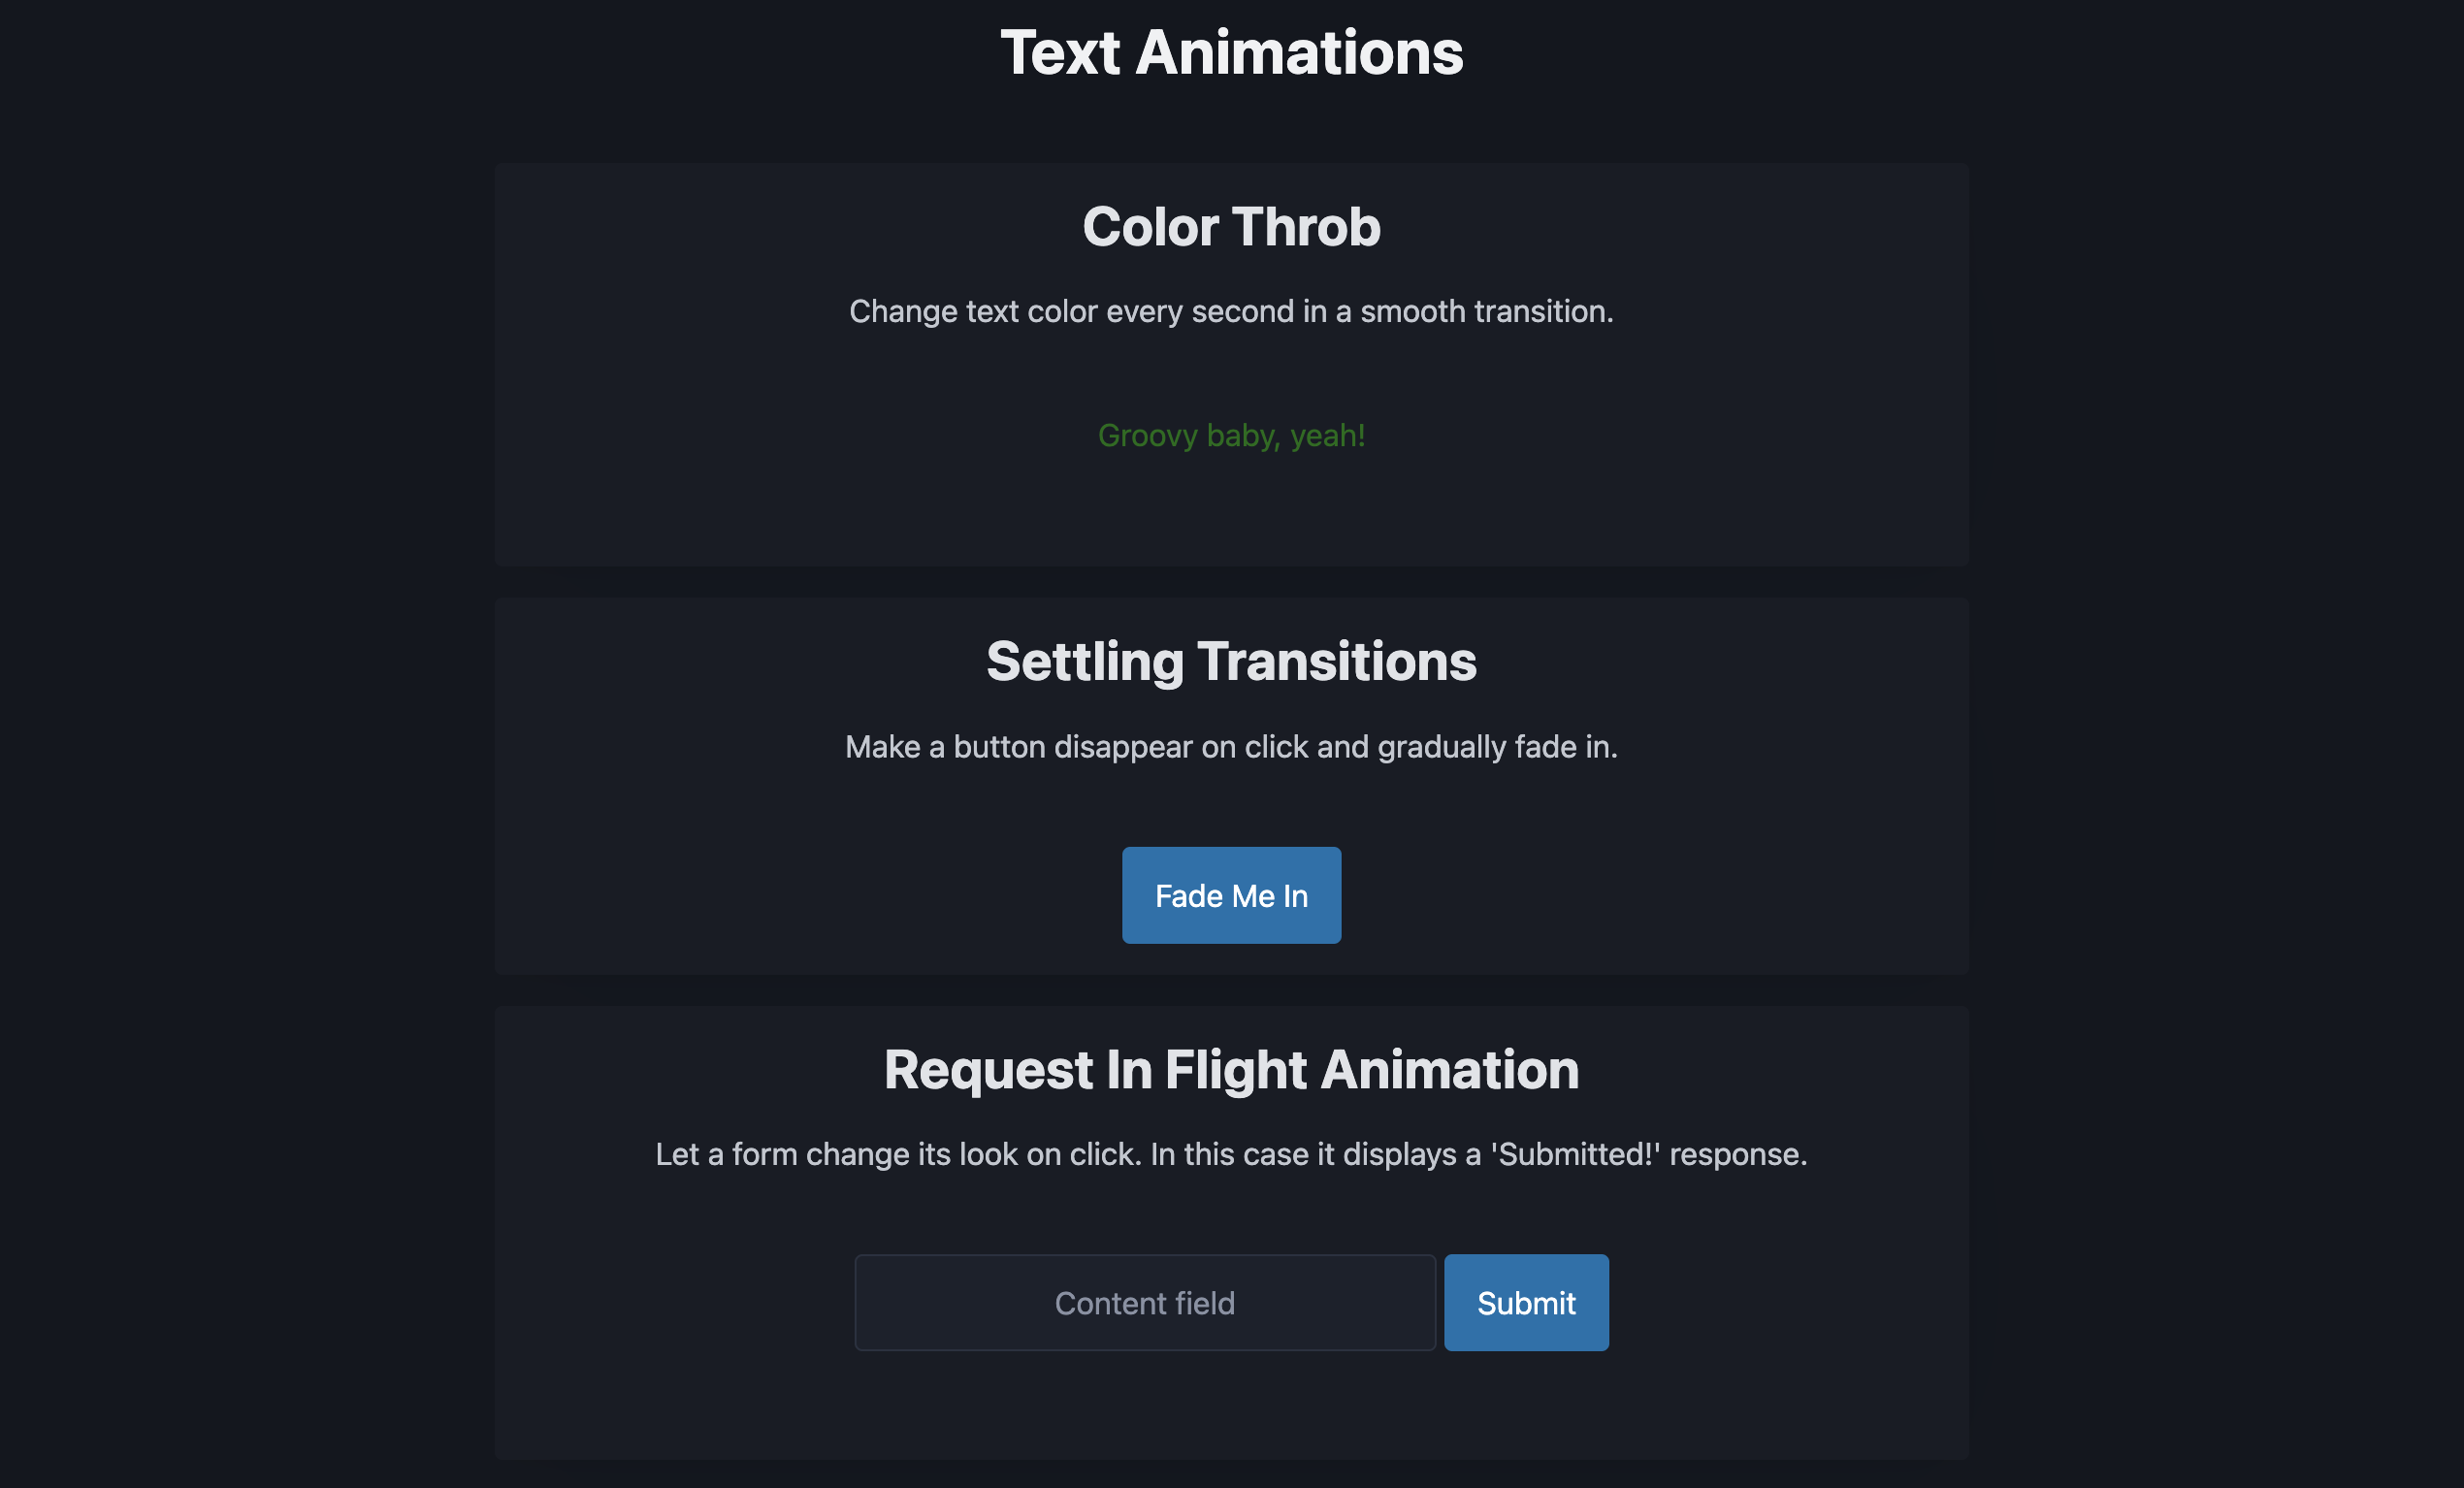 Text Animations
Color Throb
Change text color every second in a smooth transition.
Groovy baby, yeah!
Settling Transitions
Make a button disappear on click and gradually fade in.
Fade Me In
Request In Flight Animation
Let a form change its look on click. In this case it displays a 'Submitted!' response.
Content field
Submit